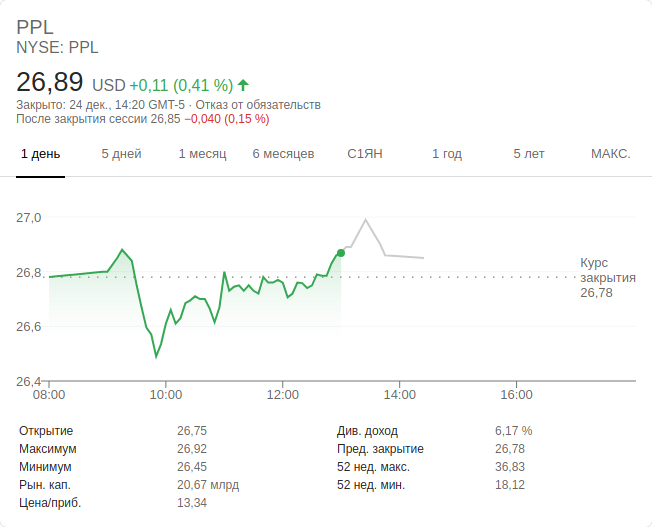 PPL
NYSE: PPL
26,89 USD +0,11 (0,41 %)
Закрыто: 24 дек., 14:20 GMT-5 · Отказ от обязательств
После закрытия сессии 26,85 −0,040 (0,15 %)
1 день 5 дней 1 месяц 6 месяцев С1ЯН 1 год 5 лет МАКС.
27,0
26,8
26,6
26,4
Курс
закрытия
26,78
08:00 10:00 12:00 14:00 16:00
Открытие 26,75 Див. доход 6,17 %
Максимум 26,92 Пред. закрытие 26,78
Минимум 26,45 52 нед. макс. 36,83
Рын. кап. 20,67 млрд 52 нед. мин. 18,12
Цена/приб. 13,34